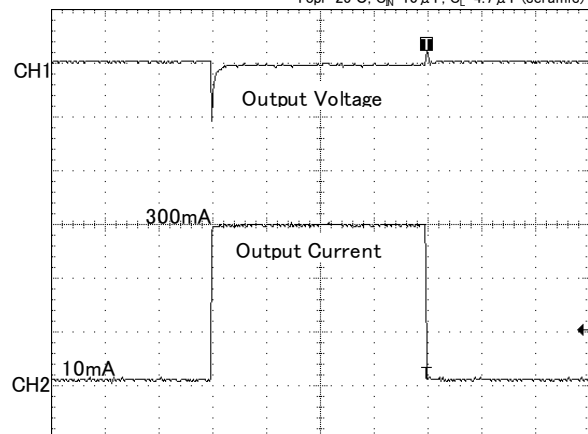 CH1
T
Output Voltage
300mA
Output Current
10mA
T
CH2